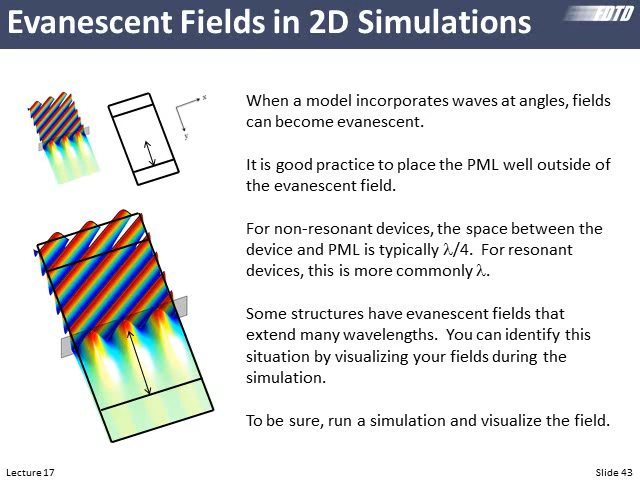 Evanescent Fields in 2D Simulations
FDTD
x
y
When a model incorporates waves at angles, fields
can become evanescent.
It is good practice to place the PML well outside of
the evanescent field.
For non-resonant devices, the space between the
device and PML is typically λ/4.  For resonant
devices, this is more commonly λ.
Some structures have evanescent fields that
extend many wavelengths.  You can identify this
situation by visualizing your fields during the
simulation.
To be sure, run a simulation and visualize the field.
Lecture 17
Slide 43